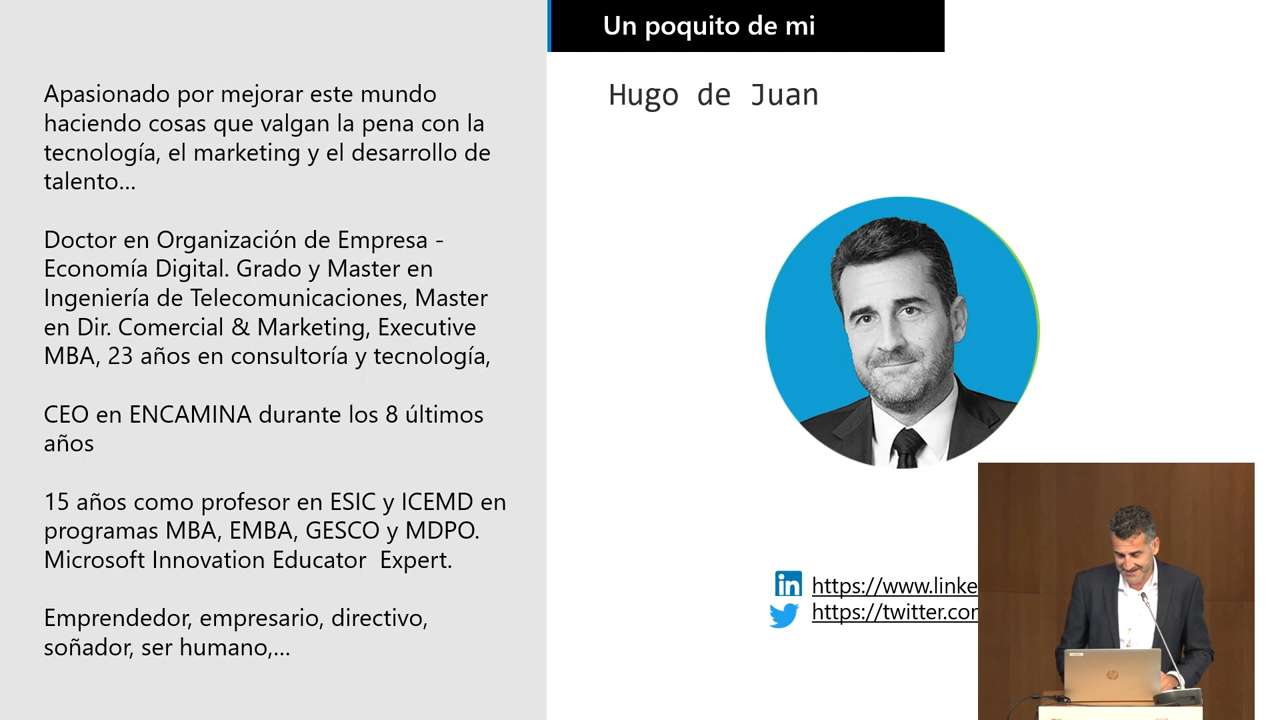 Un poquito de mi
Apasionado por mejorar este mundo
haciendo cosas que valgan la pena con la
tecnología, el marketing y el desarrollo de
talento...
Doctor en Organización de Empresa -
Economía Digital. Grado y Master en
Ingeniería de Telecomunicaciones, Master
en Dir. Comercial & Marketing, Executive
MBA, 23 años en consultoría y tecnología,
CEO en ENCAMINA durante los 8 últimos
años
15 años como profesor en ESIC y ICEMD en
programas MBA, EMBA, GESCO y MDPO.
Microsoft Innovation Educator  Expert.
Emprendedor, empresario, directivo,
soñador, ser humano,...
Hugo de Juan
in
https://www.linke
https://twitter.cor
hp